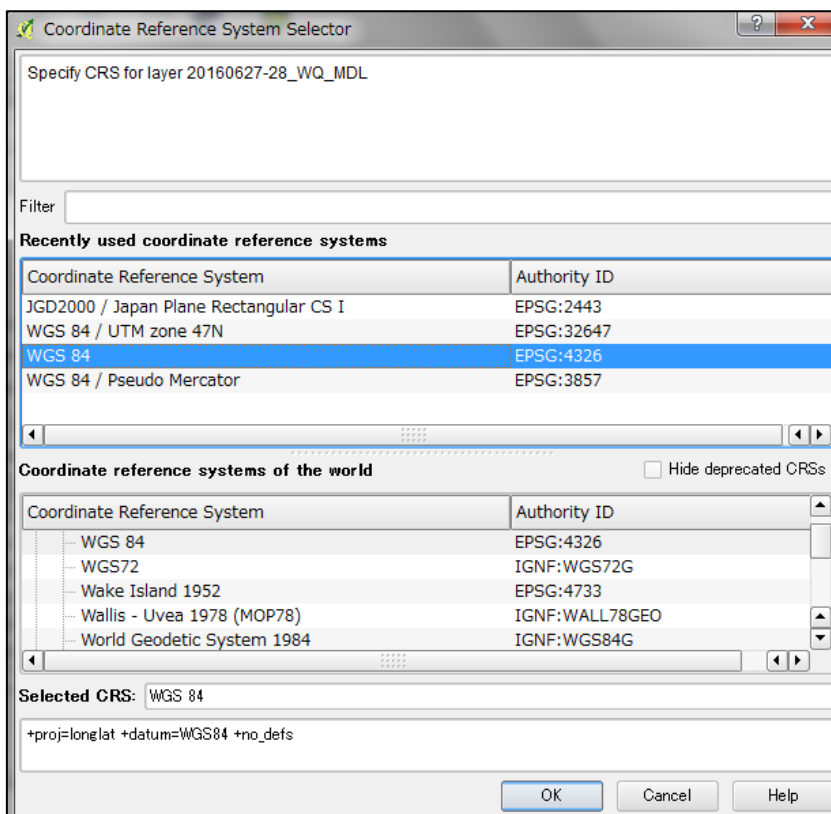 Coordinate Reference System Selector
?
Specify CRS for layer 20160627-28_WQ_MDL
Filter
Recently used coordinate reference systems
Coordinate Reference System Authority ID
JGD2000 / Japan Plane Rectangular CS I EPSG:2443
WGS 84 / UTM zone 47N EPSG:32647
WGS 84 EPSG:4326
WGS 84 / Pseudo Mercator EPSG:3857
Coordinate reference systems of the world Hide deprecated CRSs
Coordinate Reference System Authority ID
WGS 84 EPSG:4326
WGS72 IGNF:WGS72G
Wake Island 1952 EPSG:4733
Wallis - Uvea 1978 (MOP78) IGNF:WALL78GEO
World Geodetic System 1984 IGNF:WGS84G
Selected CRS: WGS 84
+proj=longlat +datum=WGS84 +no_defs
OK Cancel Help